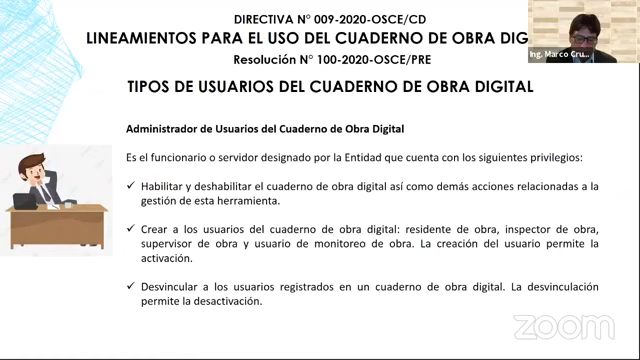 DIRECTIVA N° 009-2020-OSCE/CD
LINEAMIENTOS PARA EL USO DEL CUADERNO DE OBRA DIG
Resolución N° 100-2020-OSCE/PRE
Ing. Marco Cru...
TIPOS DE USUARIOS DEL CUADERNO DE OBRA DIGITAL
Administrador de Usuarios del Cuaderno de Obra Digital
Es el funcionario o servidor designado por la Entidad que cuenta con los siguientes privilegios:
✓ Habilitar y deshabilitar el cuaderno de obra digital así como demás acciones relacionadas a la
gestión de esta herramienta.
✓ Crear a los usuarios del cuaderno de obra digital: residente de obra, inspector de obra,
supervisor de obra y usuario de monitoreo de obra. La creación del usuario permite la
activación.
✓ Desvincular a los usuarios registrados en un cuaderno de obra digital. La desvinculación
permite la desactivación.
zoom